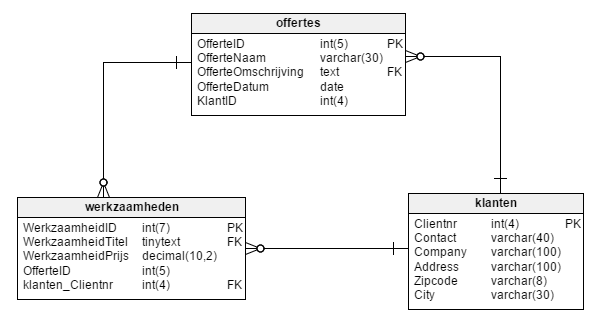 offertes
OfferteID int(5) PK
OfferteNaam varchar(30)
OfferteOmschrijving text FK
OfferteDatum date
KlantID int(4)
werkzaamheden
WerkzaamheidID int(7) PK
WerkzaamheidTitel tinytext FK
WerkzaamheidPrijs decimal(10,2)
OfferteID int(5)
klanten_Clientnr int(4) FK
klanten
Clientnr int(4) PK
Contact varchar(40)
Company varchar(100)
Address varchar(100)
Zipcode varchar(8)
City varchar(30)